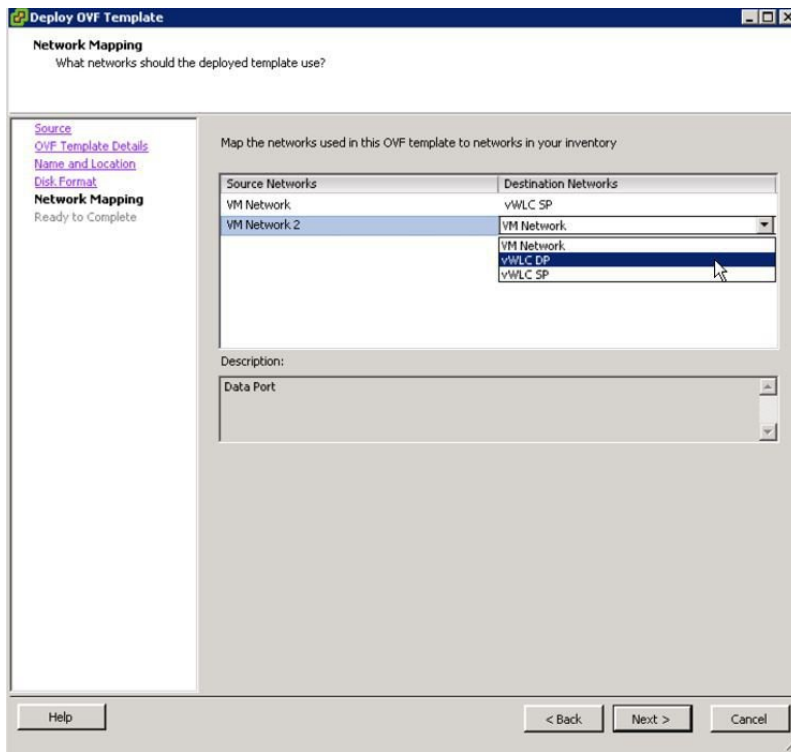 Deploy OVF Template
Network Mapping
What networks should the deployed template use?
Source
OVF Template Details
Name and Location
Disk Format
Network Mapping
Ready to Complete
Map the networks used in this OVF template to networks in your inventory
Source Networks Destination Networks
VM Network vWLC SP
VM Network 2 VM Network
VM Network
vWLC DP
vWLC SP
Description:
Data Port
Help < Back Next > Cancel